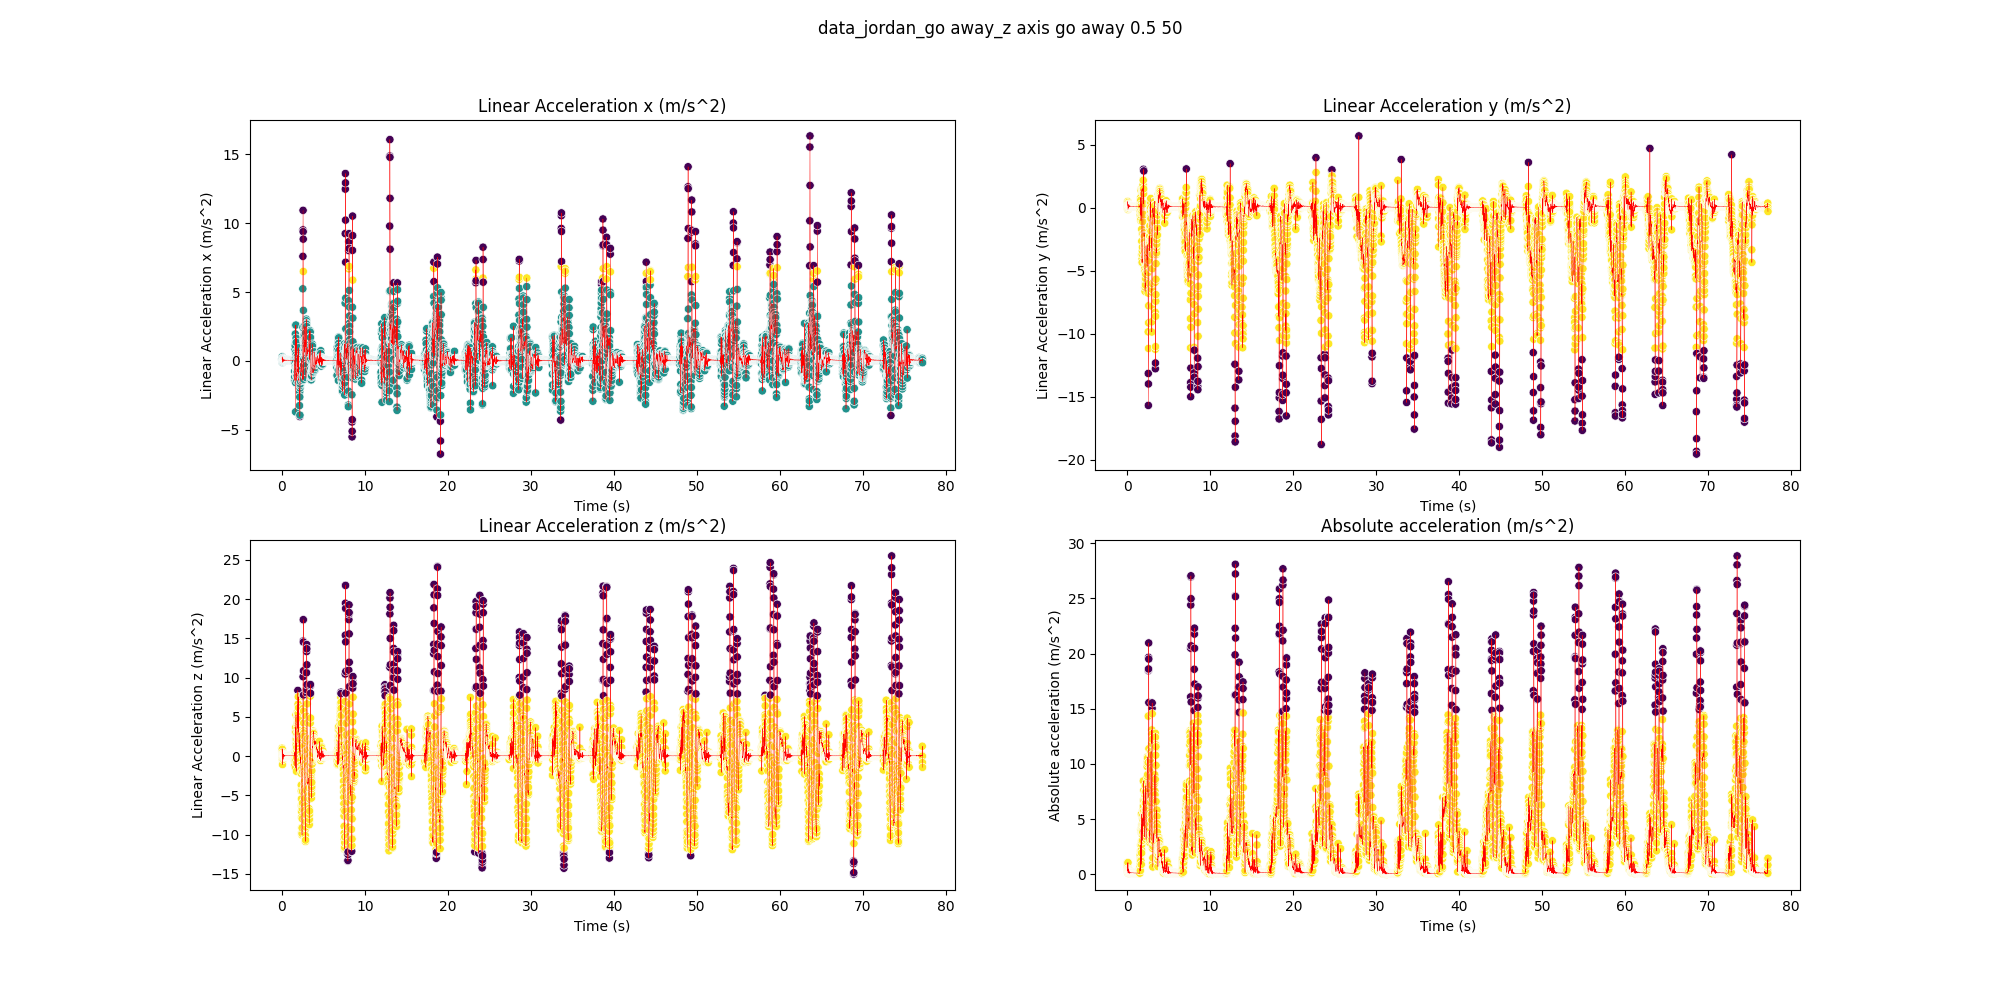 data_jordan_go away_z axis go away 0.5 50
Linear Acceleration x (m/s^2)
Linear Acceleration x (m/s^2)
15
10
5
0
−5
0 10 20 30 40 50 60 70 80
Time (s)
Linear Acceleration y (m/s^2)
Linear Acceleration y (m/s^2)
5
0
−5
−10
−15
−20
0 10 20 30 40 50 60 70 80
Time (s)
Linear Acceleration z (m/s^2)
Linear Acceleration z (m/s^2)
25
20
15
10
5
0
−5
−10
−15
0 10 20 30 40 50 60 70 80
Time (s)
Absolute acceleration (m/s^2)
Absolute acceleration (m/s^2)
30
25
20
15
10
5
0
0 10 20 30 40 50 60 70 80
Time (s)